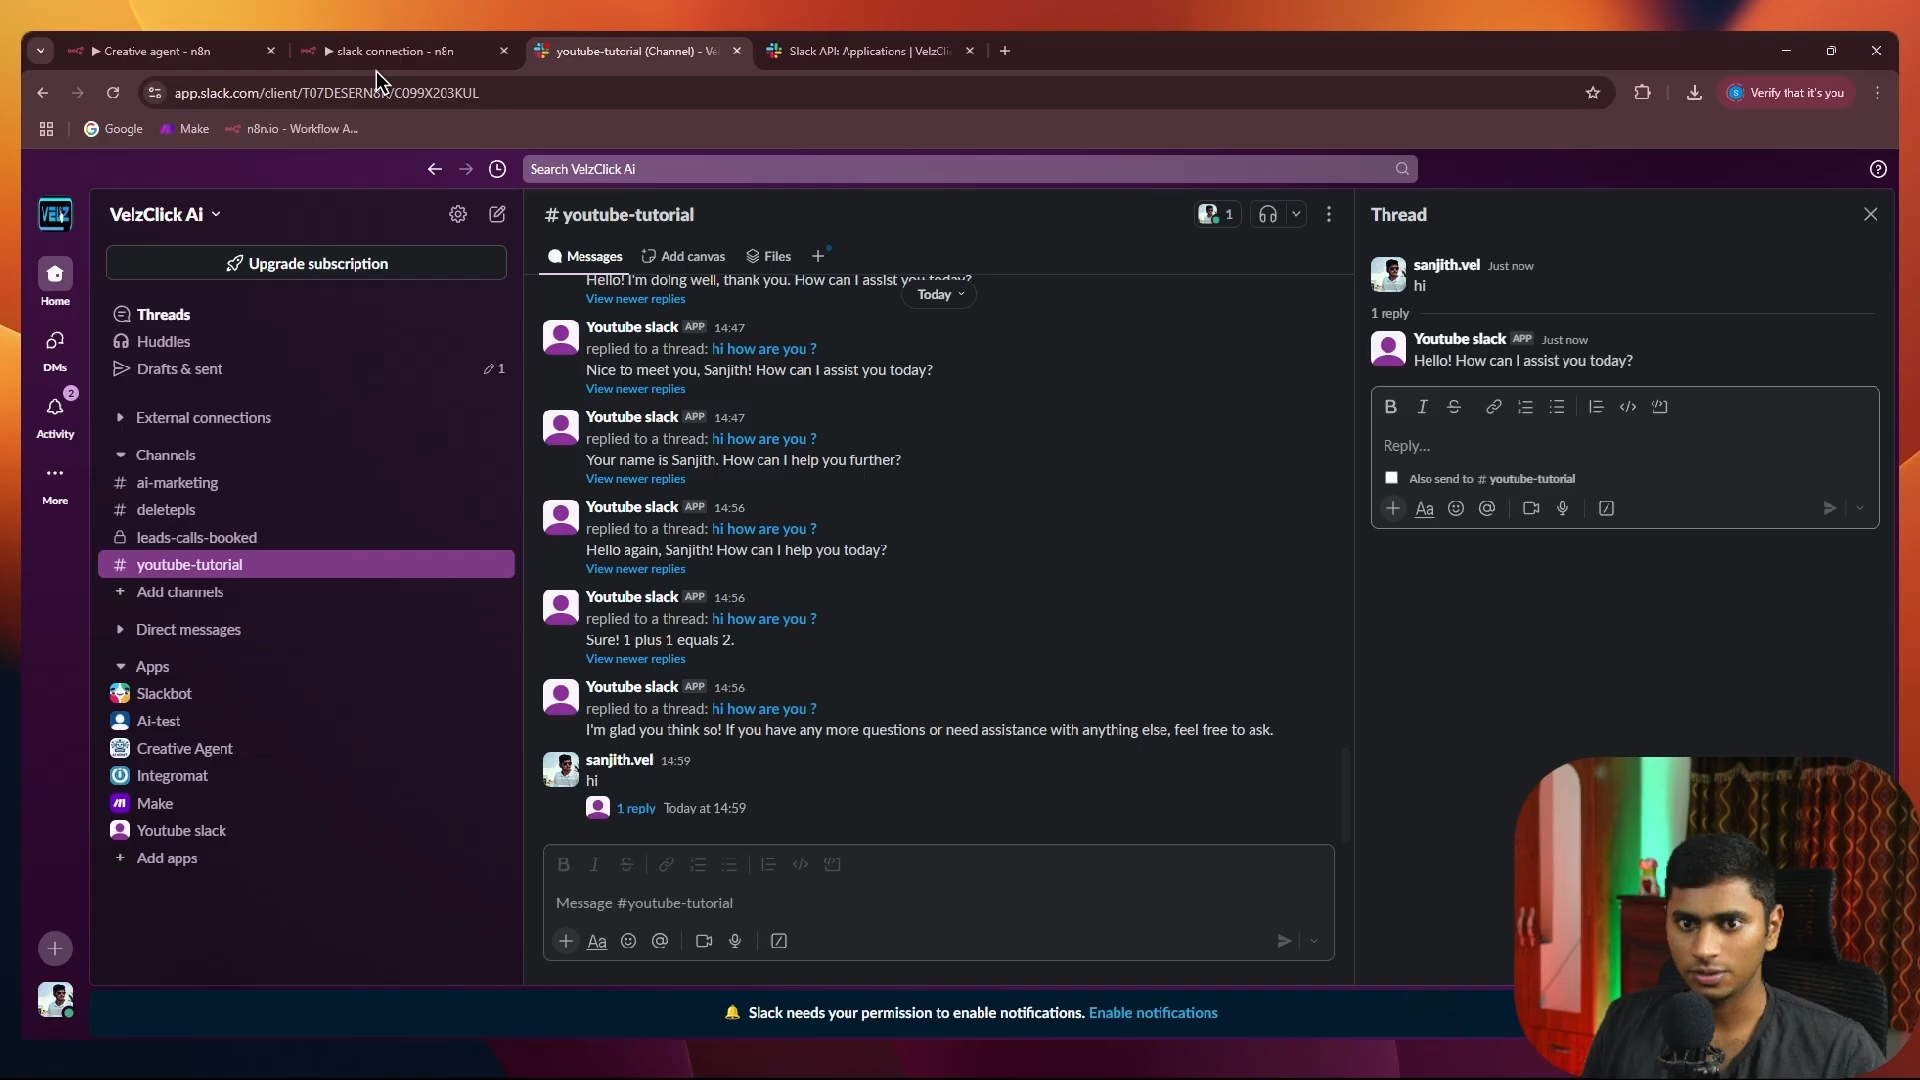 Creative agent - n8n
slack connection - n8n
youtube-tutorial (Channel) - Ve
Slack API: Applications | VelzCli
app.slack.com/client/T07DESERN8K/C099X203KUL
Verify that it's you
Google
Make
n8n.io - Workflow A...
Search VelzClick Ai
VELZ
VelzClick Ai
Upgrade subscription
Home
DMs
2
Activity
More
Threads
Huddles
Drafts & sent
1
External connections
Channels
# ai-marketing
# deletepls
leads-calls-booked
# youtube-tutorial
+ Add channels
Direct messages
Apps
Slackbot
Ai-test
Creative Agent
Integromat
Make
Youtube slack
+ Add apps
# youtube-tutorial
1
Messages
Add canvas
Files
Hello! I'm doing well, thank you. How can I assist you today?
View newer replies
Today
Youtube slack APP 14:47
replied to a thread: hi how are you ?
Nice to meet you, Sanjith! How can I assist you today?
View newer replies
Youtube slack APP 14:47
replied to a thread: hi how are you ?
Your name is Sanjith. How can I help you further?
View newer replies
Youtube slack APP 14:56
replied to a thread: hi how are you ?
Hello again, Sanjith! How can I help you today?
View newer replies
Youtube slack APP 14:56
replied to a thread: hi how are you ?
Sure! 1 plus 1 equals 2.
View newer replies
Youtube slack APP 14:56
replied to a thread: hi how are you ?
I'm glad you think so! If you have any more questions or need assistance with anything else, feel free to ask.
sanjith.vel 14:59
hi
1 reply Today at 14:59
Message #youtube-tutorial
Aa
Thread
sanjith.vel Just now
hi
1 reply
Youtube slack APP Just now
Hello! How can I assist you today?
Reply...
Also send to # youtube-tutorial
Aa
Slack needs your permission to enable notifications. Enable notifications